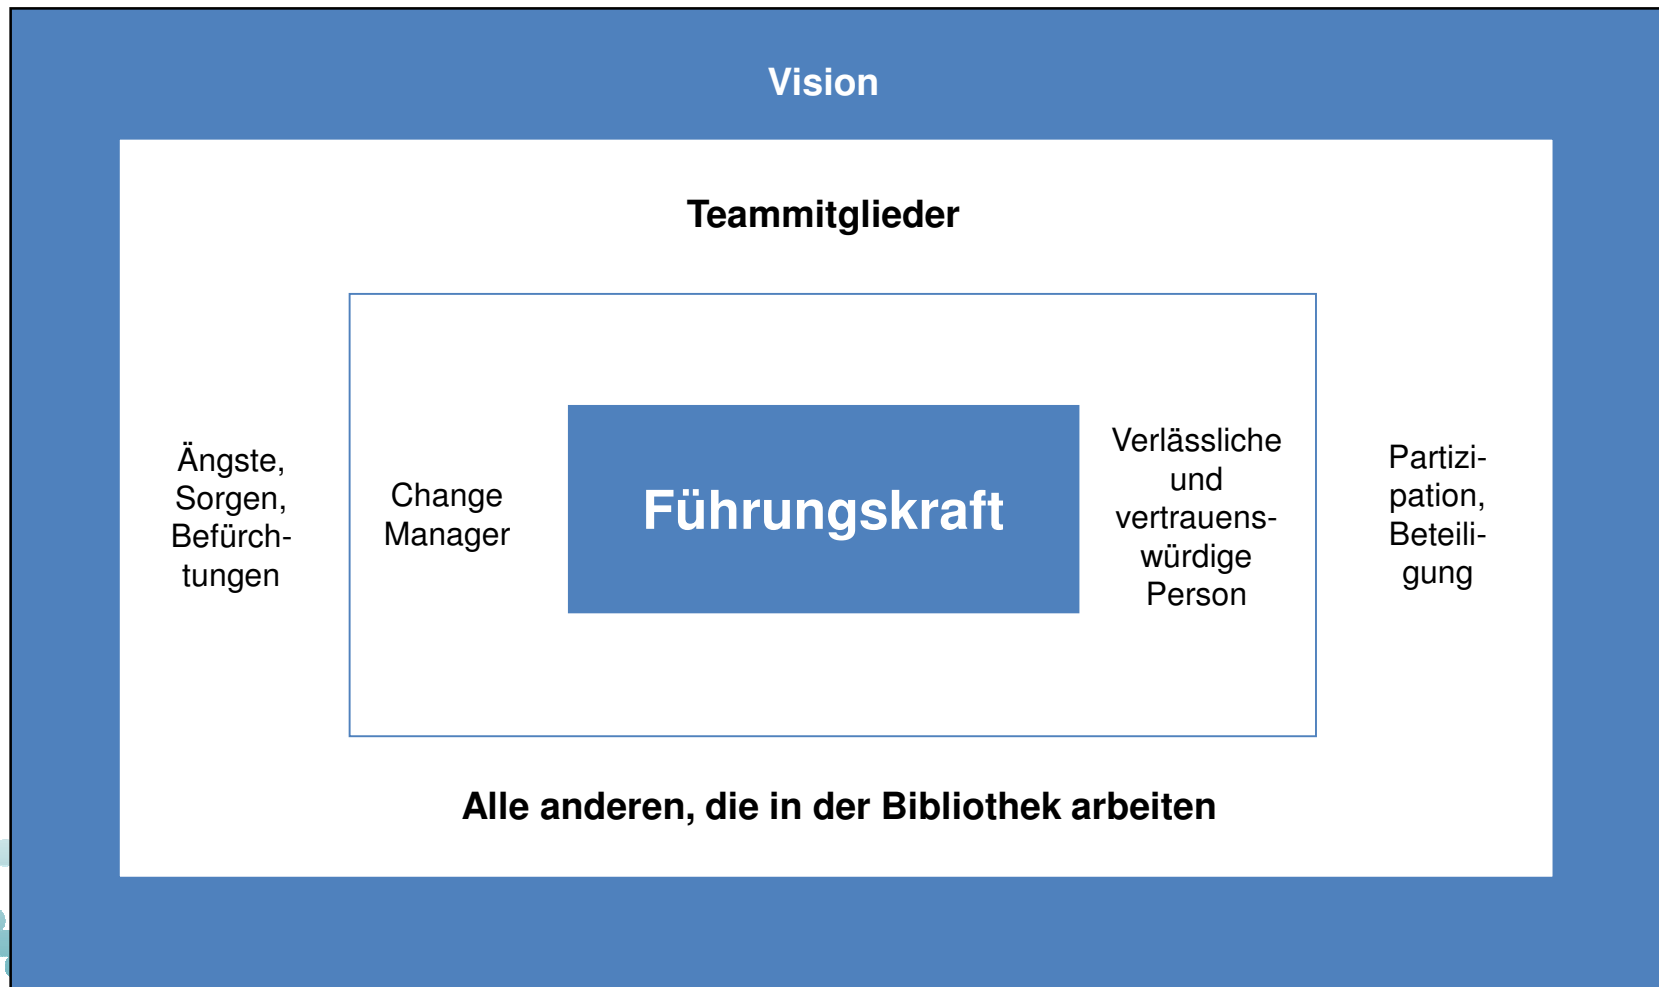 Vision
Teammitglieder
Ängste,
Sorgen,
Befürch-
tungen
Change
Manager
Führungskraft
Verlässliche
und
vertrauens-
würdige
Person
Partizi-
pation,
Beteili-
gung
Alle anderen, die in der Bibliothek arbeiten